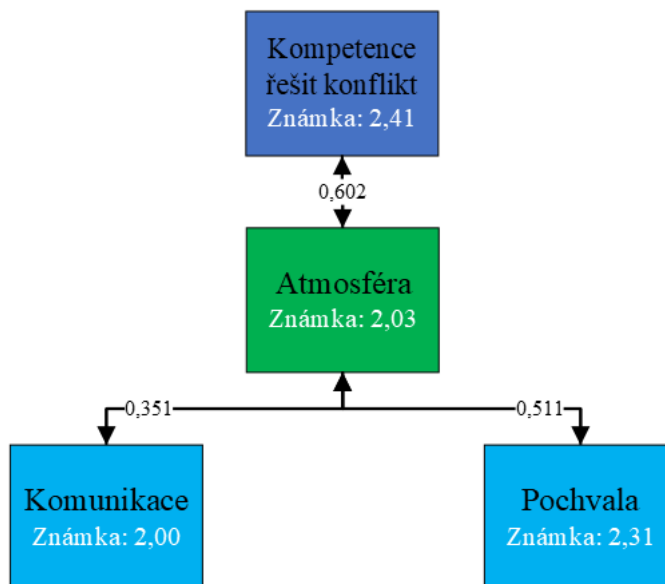 Kompetence
řešit konflikt
Známka: 2,41
0,602
Atmosféra
Známka: 2,03
0,351
0,511
Komunikace
Známka: 2,00
Pochvala
Známka: 2,31